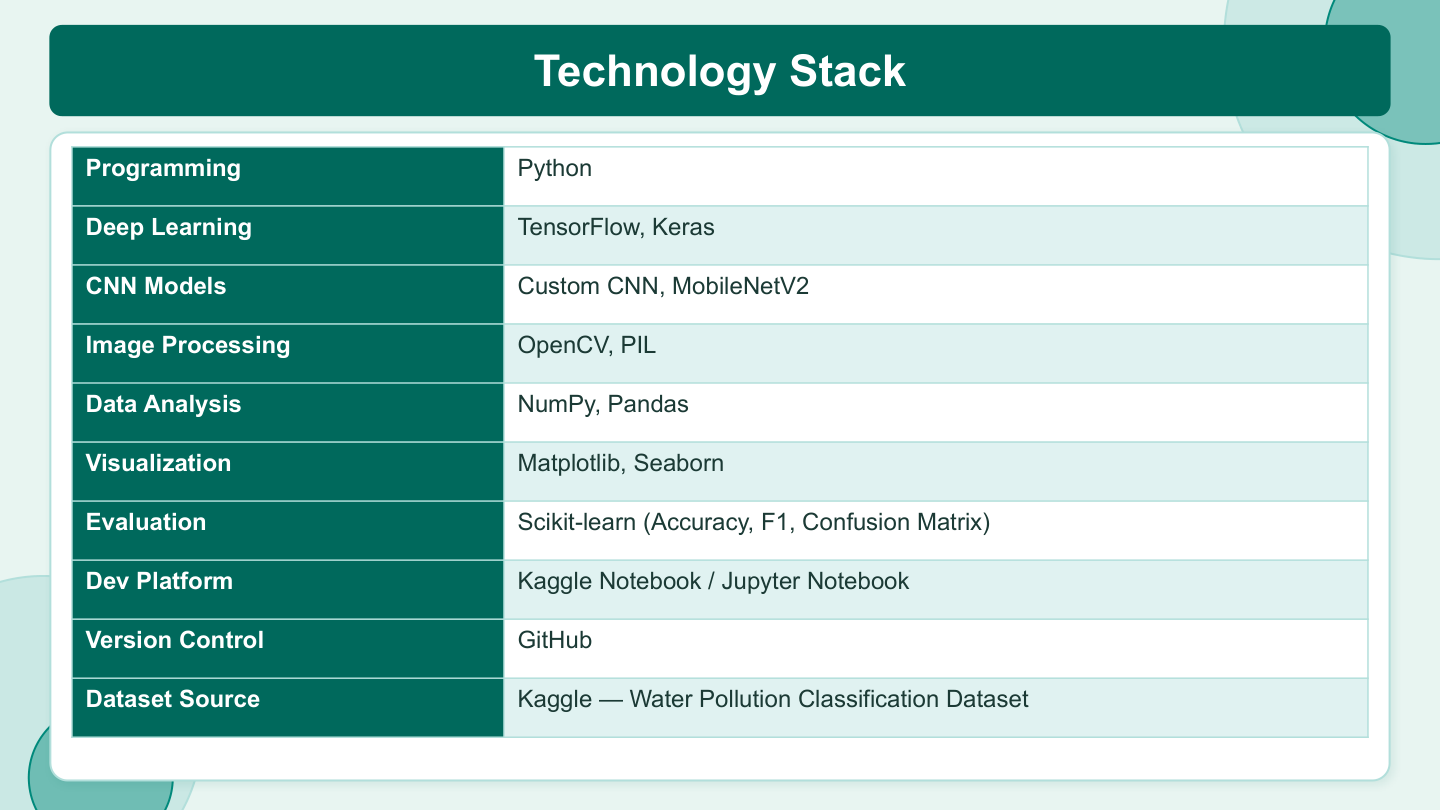 Technology Stack
Programming
Python
Deep Learning
TensorFlow, Keras
CNN Models
Custom CNN, MobileNetV2
Image Processing
OpenCV, PIL
Data Analysis
NumPy, Pandas
Visualization
Matplotlib, Seaborn
Evaluation
Scikit-learn (Accuracy, F1, Confusion Matrix)
Dev Platform
Kaggle Notebook / Jupyter Notebook
Version Control
GitHub
Dataset Source
Kaggle — Water Pollution Classification Dataset